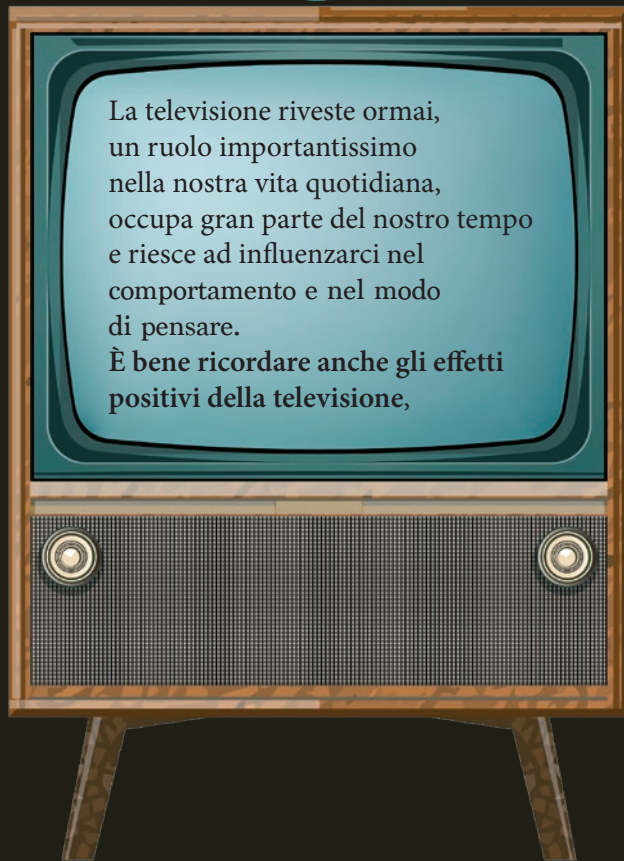 La televisione riveste ormai,
un ruolo importantissimo
nella nostra vita quotidiana,
occupa gran parte del nostro tempo
e riesce ad influenzarci nel
comportamento e nel modo
di pensare.
È bene ricordare anche gli effetti
positivi della televisione,